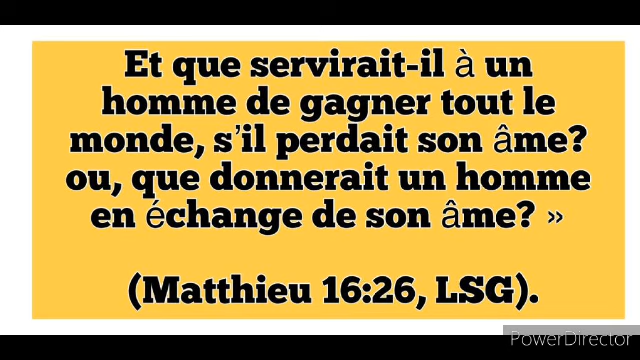 Et que servirait-il à un
homme de gagner tout le
monde, s'il perdait son âme?
ou, que donnerait un homme
en échange de son âme? »
(Matthieu 16:26, LSG).
PowerDirector